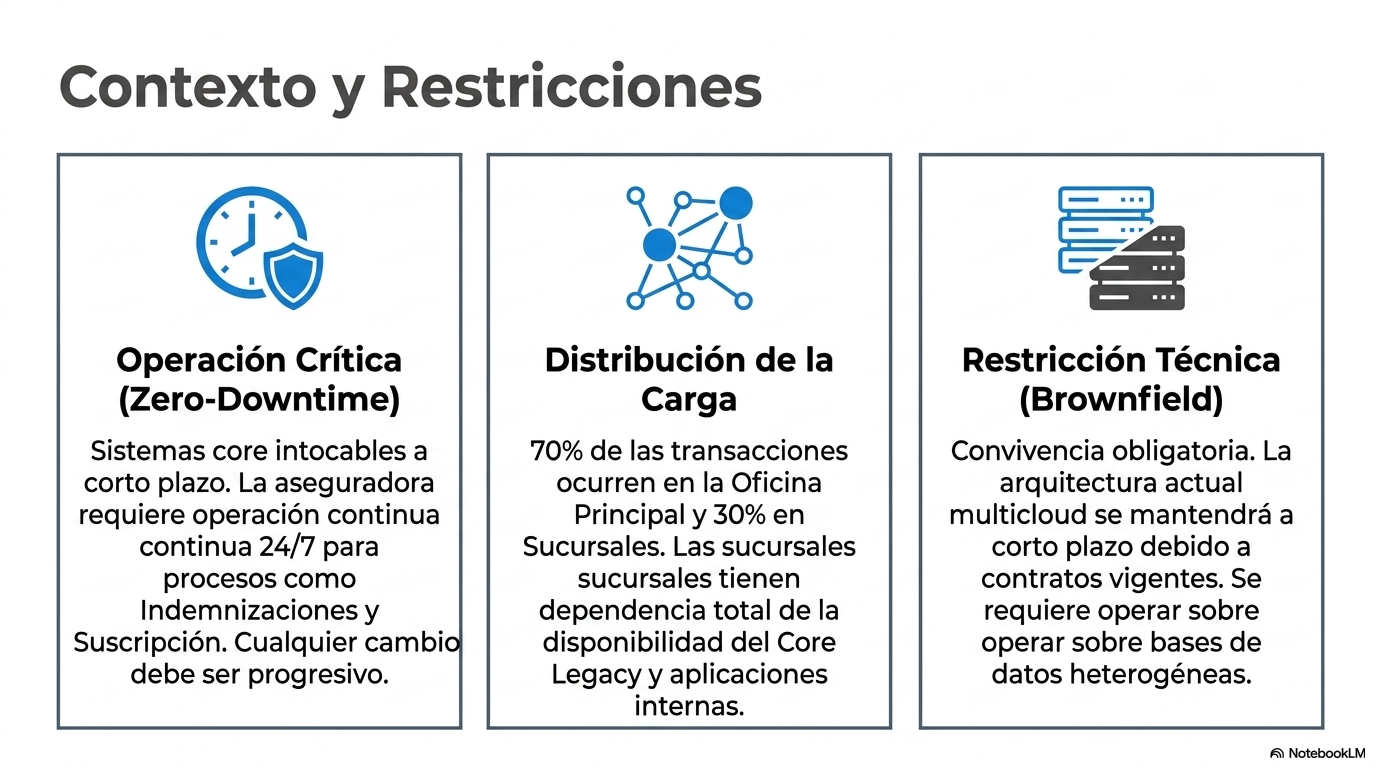 Contexto y Restricciones
Operación Crítica
(Zero-Downtime)
Sistemas core intocables a
corto plazo. La aseguradora
requiere operación continua
continua 24/7 para
procesos como
Indemnizaciones y
Suscripción. Cualquier cambio
debe ser progresivo.
Distribución de la
Carga
70% de las transacciones
ocurren en la Oficina
Principal y 30% en
Sucursales. Las sucursales
sucursales tienen
dependencia total de la
disponibilidad del Core
Legacy y aplicaciones
internas.
Restricción Técnica
(Brownfield)
Convivencia obligatoria. La
arquitectura actual
multicloud se mantendrá a
corto plazo debido a
contratos vigentes. Se
requiere operar sobre
operar sobre bases de
datos heterogéneas.
NotebookLM